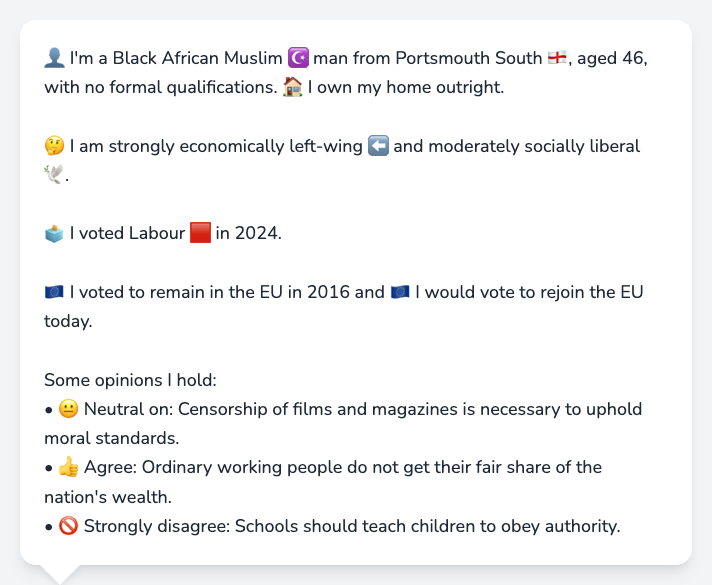 👤 I'm a Black African Muslim ☪️ man from Portsmouth South 🏴󠁧󠁢󠁥󠁮󠁧󠁿, aged 46,
with no formal qualifications. 🏠 I own my home outright.
🤔 I am strongly economically left-wing ⬅️ and moderately socially liberal
🕊️.
🗳️ I voted Labour 🟥 in 2024.
🇪🇺 I voted to remain in the EU in 2016 and 🇪🇺 I would vote to rejoin the EU
today.
Some opinions I hold:
• 😐 Neutral on: Censorship of films and magazines is necessary to uphold
moral standards.
• 👍 Agree: Ordinary working people do not get their fair share of the
nation's wealth.
• 🚫 Strongly disagree: Schools should teach children to obey authority.